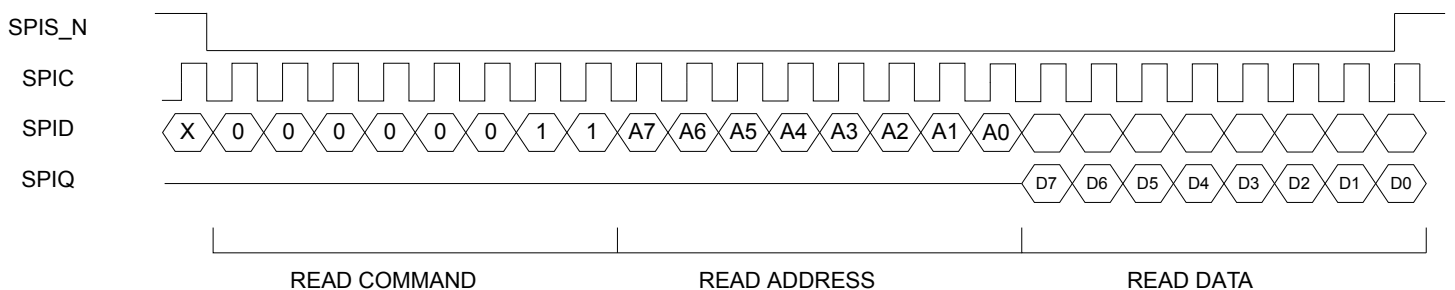 SPIS_N
SPIC
SPID X 0 0 0 0 0 0 1 1 A7 A6 A5 A4 A3 A2 A1 A0
SPIQ D7 D6 D5 D4 D3 D2 D1 D0
READ COMMAND READ ADDRESS READ DATA